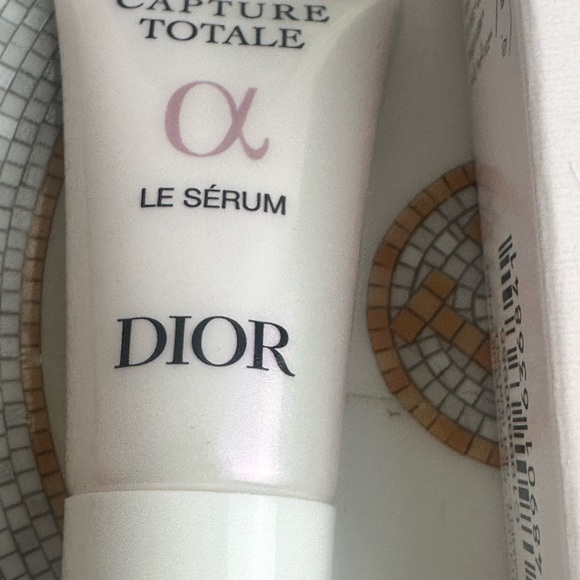 CAPTURE
TOTALE
α
LE SÉRUM
DIOR